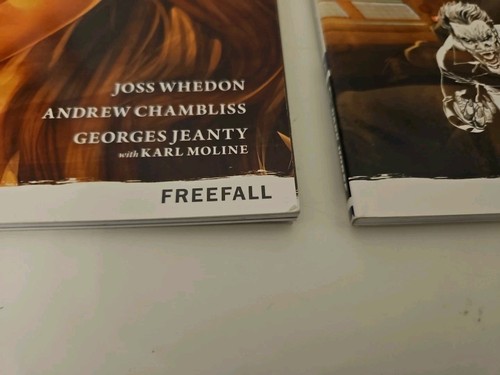 JOSS WHEDON
ANDREW CHAMBLISS
GEORGES JEANTY
with KARL MOLINE
FREEFALL